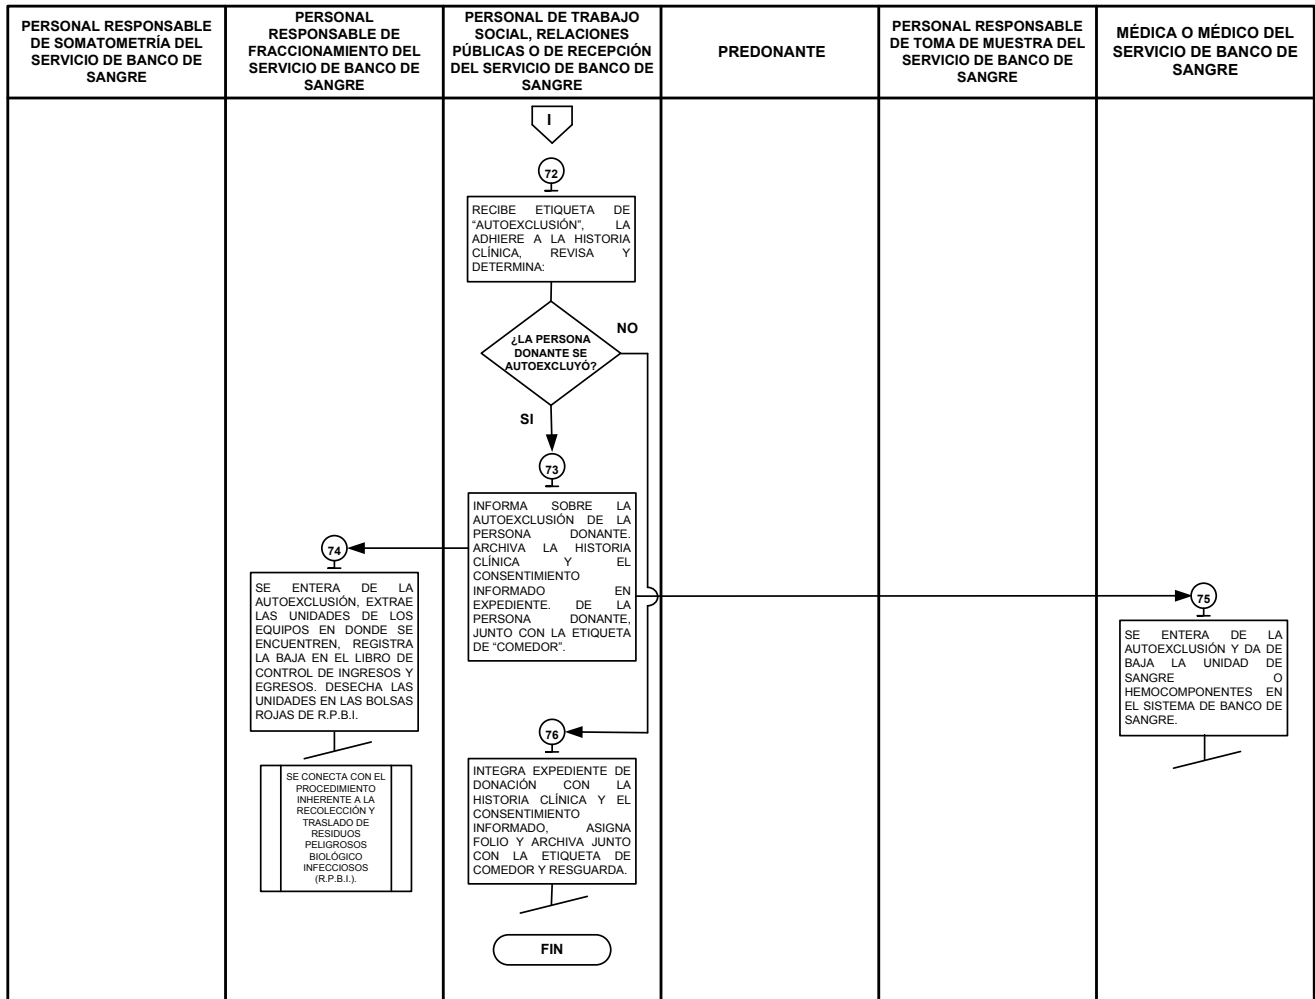 PERSONAL RESPONSABLE
DE SOMATOMETRÍA DEL
SERVICIO DE BANCO DE
SANGRE
PERSONAL
RESPONSABLE DE
FRACCIONAMIENTO DEL
SERVICIO DE BANCO DE
SANGRE
PERSONAL DE TRABAJO
SOCIAL, RELACIONES
PÚBLICAS O DE RECEPCIÓN
DEL SERVICIO DE BANCO DE
SANGRE
PREDONANTE
PERSONAL RESPONSABLE
DE TOMA DE MUESTRA DEL
SERVICIO DE BANCO DE
SANGRE
MÉDICA O MÉDICO DEL
SERVICIO DE BANCO DE
SANGRE
I
72
RECIBE ETIQUETA DE
“AUTOEXCLUSIÓN”, LA
ADHIERE A LA HISTORIA
CLÍNICA, REVISA Y
DETERMINA:
¿LA PERSONA
DONANTE SE
AUTOEXCLUYÓ?
NO
SI
73
INFORMA SOBRE LA
AUTOEXCLUSIÓN DE LA
PERSONA DONANTE.
ARCHIVA LA HISTORIA
CLÍNICA Y EL
CONSENTIMIENTO
INFORMADO EN
EXPEDIENTE. DE LA
PERSONA DONANTE,
JUNTO CON LA ETIQUETA
DE “COMEDOR”.
74
SE ENTERA DE LA
AUTOEXCLUSIÓN, EXTRAE
LAS UNIDADES DE LOS
EQUIPOS EN DONDE SE
ENCUENTREN, REGISTRA
LA BAJA EN EL LIBRO DE
CONTROL DE INGRESOS Y
EGRESOS. DESECHA LAS
UNIDADES EN LAS BOLSAS
ROJAS DE R.P.B.I.
SE CONECTA CON EL
PROCEDIMIENTO
INHERENTE A LA
RECOLECCIÓN Y
TRASLADO DE
RESIDUOS
PELIGROSOS
BIOLÓGICO
INFECCIOSOS
(R.P.B.I.).
75
SE ENTERA DE LA
AUTOEXCLUSIÓN Y DA DE
BAJA LA UNIDAD DE
SANGRE O
HEMOCOMPONENTES EN
EL SISTEMA DE BANCO DE
SANGRE.
76
INTEGRA EXPEDIENTE DE
DONACIÓN CON LA
HISTORIA CLÍNICA Y EL
CONSENTIMIENTO
INFORMADO, ASIGNA
FOLIO Y ARCHIVA JUNTO
CON LA ETIQUETA DE
COMEDOR Y RESGUARDA.
FIN